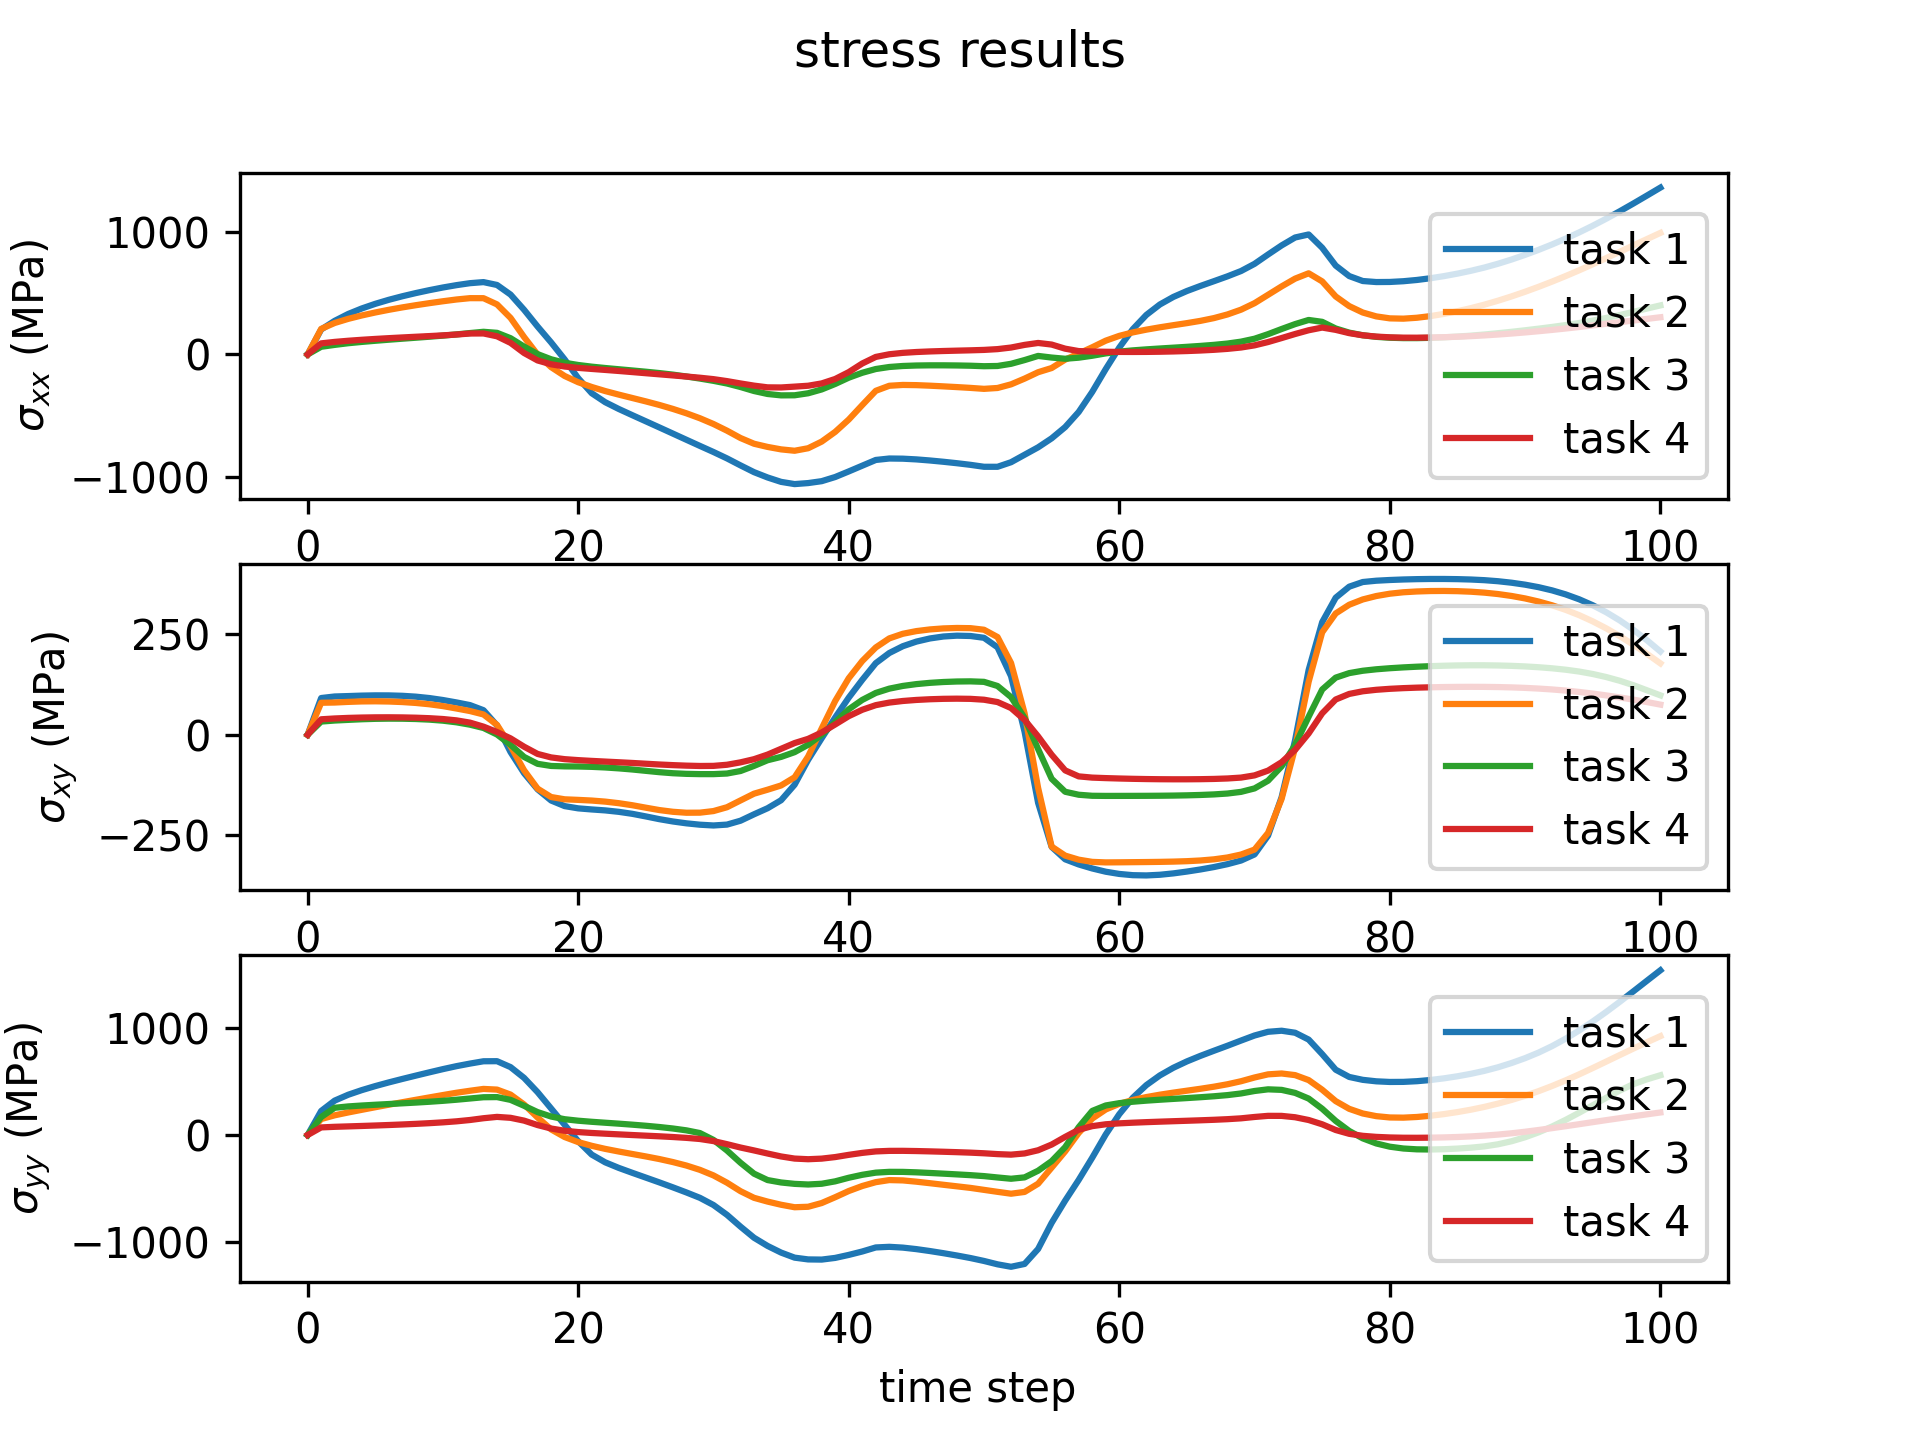 stress results
σxx (MPa)
1000
0
−1000
task 1
task 2
task 3
task 4
0 20 40 60 80 100
σxy (MPa)
250
0
−250
task 1
task 2
task 3
task 4
0 20 40 60 80 100
σyy (MPa)
1000
0
−1000
task 1
task 2
task 3
task 4
0 20 40 60 80 100
time step